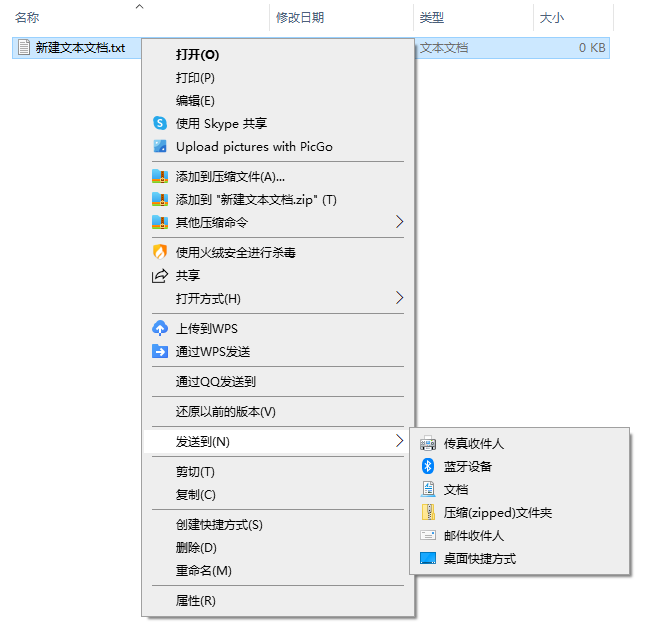 名称 修改日期 类型 大小
新建文本文档.txt 文本文档 0 KB
打开(O)
打印(P)
编辑(E)
使用 Skype 共享
Upload pictures with PicGo
添加到压缩文件(A)...
添加到 "新建文本文档.zip" (T)
其他压缩命令
使用火绒安全进行杀毒
共享
打开方式(H)
上传到WPS
通过WPS发送
通过QQ发送到
还原以前的版本(V)
发送到(N)
剪切(T)
复制(C)
创建快捷方式(S)
删除(D)
重命名(M)
属性(R)
传真收件人
蓝牙设备
文档
压缩(zipped)文件夹
邮件收件人
桌面快捷方式